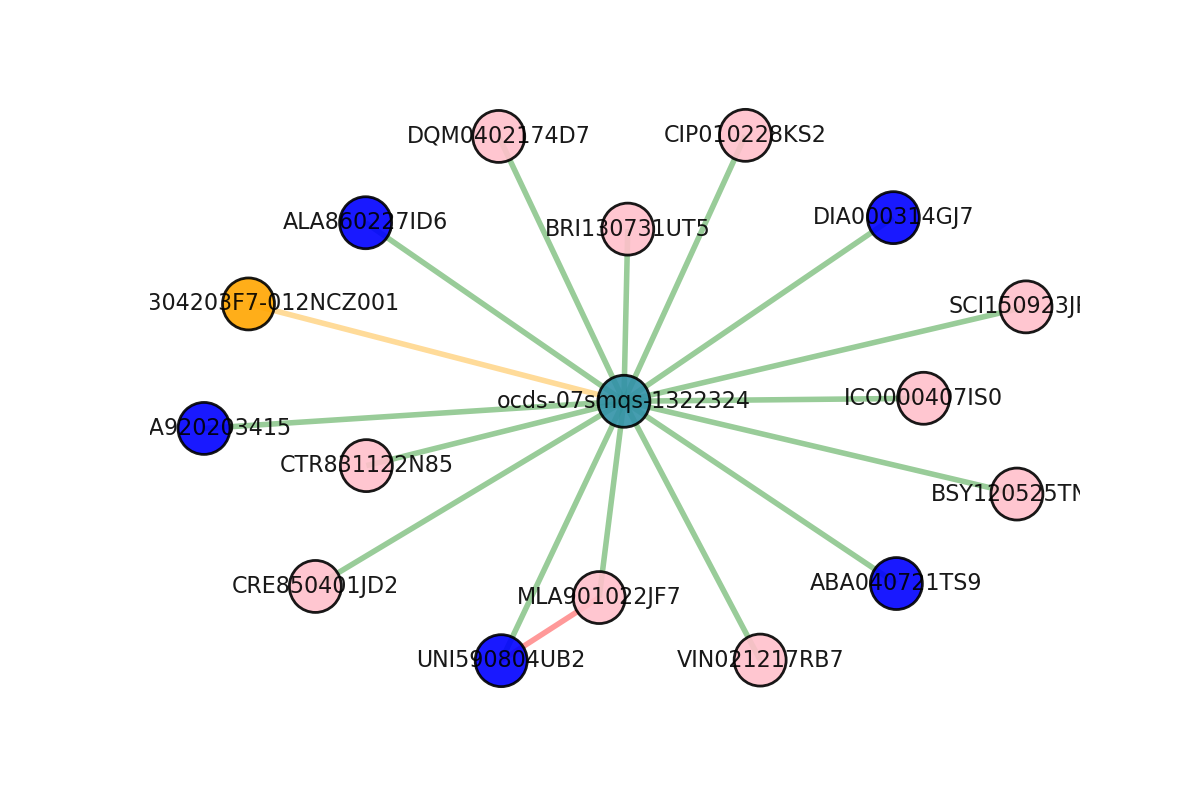 DQM0402174D7
CIP010228KS2
ALA860227ID6
BRI130731UT5
DIA000314GJ7
304203F7-012NCZ001
SCI150923JF
ocds-07smqs-1322324
ICO000407IS0
A920203415
CTR831122N85
BSY120525TN
CRE850401JD2
MLA901022JF7
ABA040721TS9
UNI590804UB2
VIN021217RB7